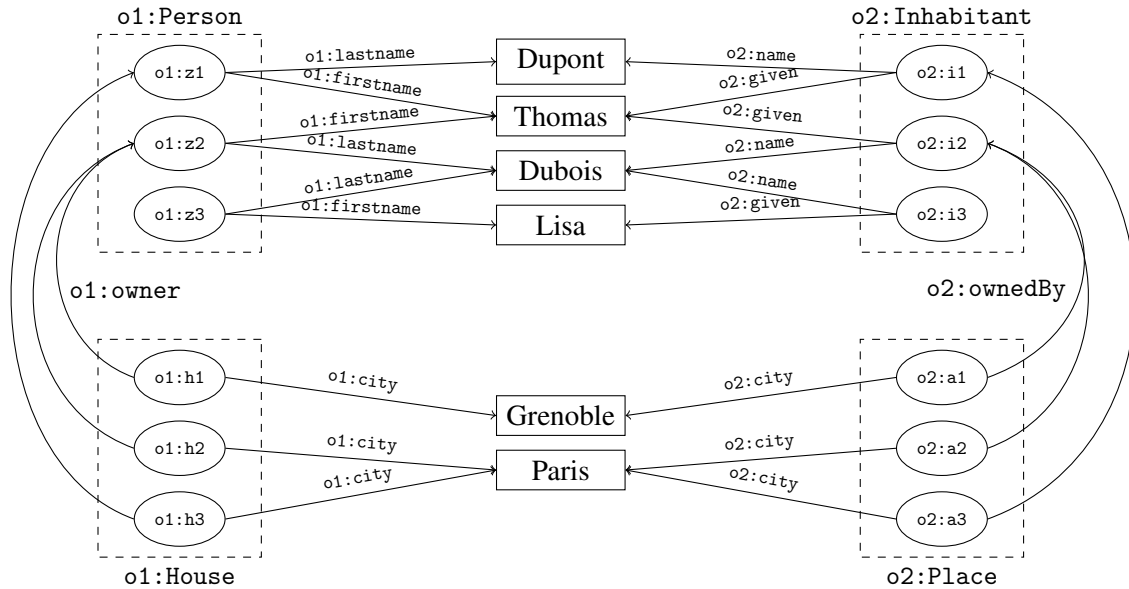 o1:Person
o2:Inhabitant
o1:z1
o1:lastname
Dupont
o2:name
o2:i1
o1:firstname
o2:given
Thomas
o1:firstname
o2:given
o1:z2
o1:lastname
o2:name
o2:i2
Dubois
o1:lastname
o2:name
o1:z3
o1:firstname
Lisa
o2:given
o2:i3
o1:owner
o2:ownedBy
o1:h1
o1:city
o2:city
o2:a1
Grenoble
o1:h2
o1:city
o2:city
o2:a2
Paris
o1:city
o2:city
o1:h3
o2:a3
o1:House
o2:Place